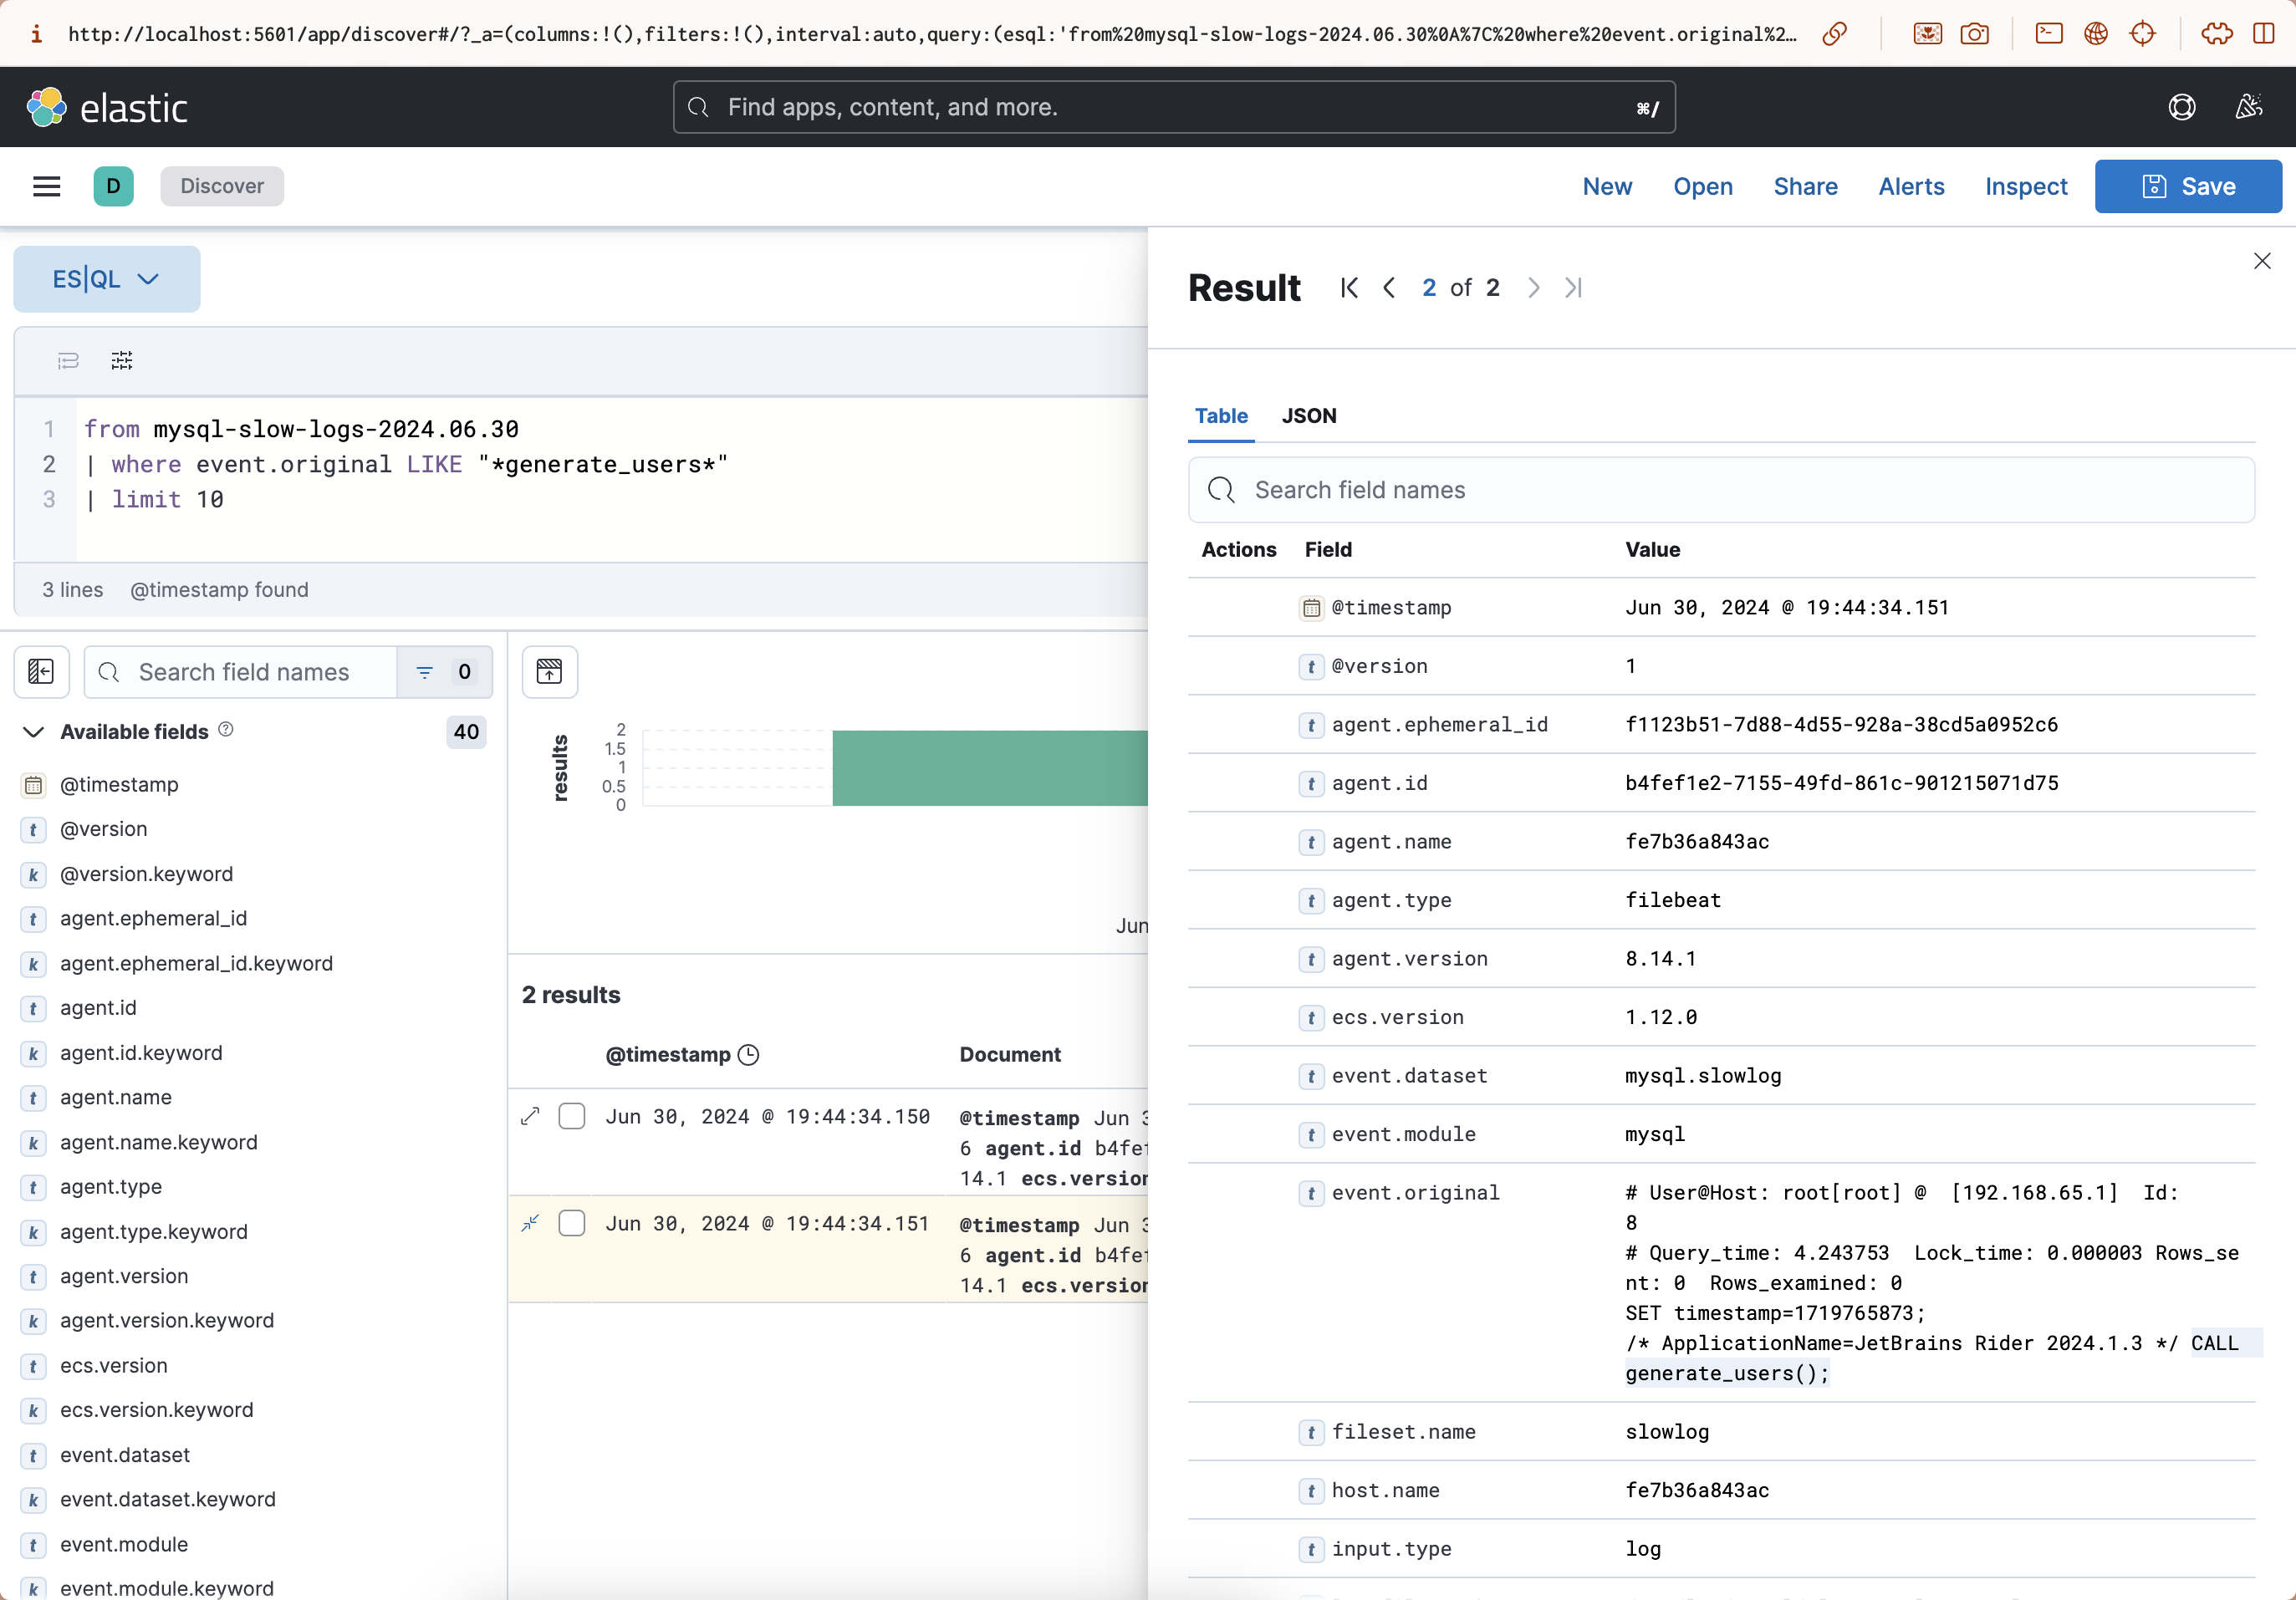 http://localhost:5601/app/discover#/?_a=(columns:!(),filters:!(),interval:auto,query:(esql:'from%20mysql-slow-logs-2024.06.30%0A%7C%20where%20event.original%2…
elastic
Find apps, content, and more.
⌘/
D
Discover
New
Open
Share
Alerts
Inspect
Save
ES|QL
1 from mysql-slow-logs-2024.06.30
2 | where event.original LIKE "*generate_users*"
3 | limit 10
3 lines @timestamp found
Search field names
0
Available fields
40
@timestamp
t @version
k @version.keyword
t agent.ephemeral_id
k agent.ephemeral_id.keyword
t agent.id
k agent.id.keyword
t agent.name
k agent.name.keyword
t agent.type
k agent.type.keyword
t agent.version
k agent.version.keyword
t ecs.version
k ecs.version.keyword
t event.dataset
k event.dataset.keyword
t event.module
k event.module.keyword
results
2
1.5
1
0.5
0
Jun
2 results
@timestamp
Document
Jun 30, 2024 @ 19:44:34.150
@timestamp Jun 3
6 agent.id b4fef
14.1 ecs.version
Jun 30, 2024 @ 19:44:34.151
@timestamp Jun 3
6 agent.id b4fef
14.1 ecs.version
Result
2 of 2
Table
JSON
Search field names
Actions Field Value
@timestamp Jun 30, 2024 @ 19:44:34.151
t @version 1
t agent.ephemeral_id f1123b51-7d88-4d55-928a-38cd5a0952c6
t agent.id b4fef1e2-7155-49fd-861c-901215071d75
t agent.name fe7b36a843ac
t agent.type filebeat
t agent.version 8.14.1
t ecs.version 1.12.0
t event.dataset mysql.slowlog
t event.module mysql
t event.original # User@Host: root[root] @  [192.168.65.1]  Id:
8
# Query_time: 4.243753  Lock_time: 0.000003 Rows_se
nt: 0  Rows_examined: 0
SET timestamp=1719765873;
/* ApplicationName=JetBrains Rider 2024.1.3 */ CALL
generate_users();
t fileset.name slowlog
t host.name fe7b36a843ac
t input.type log